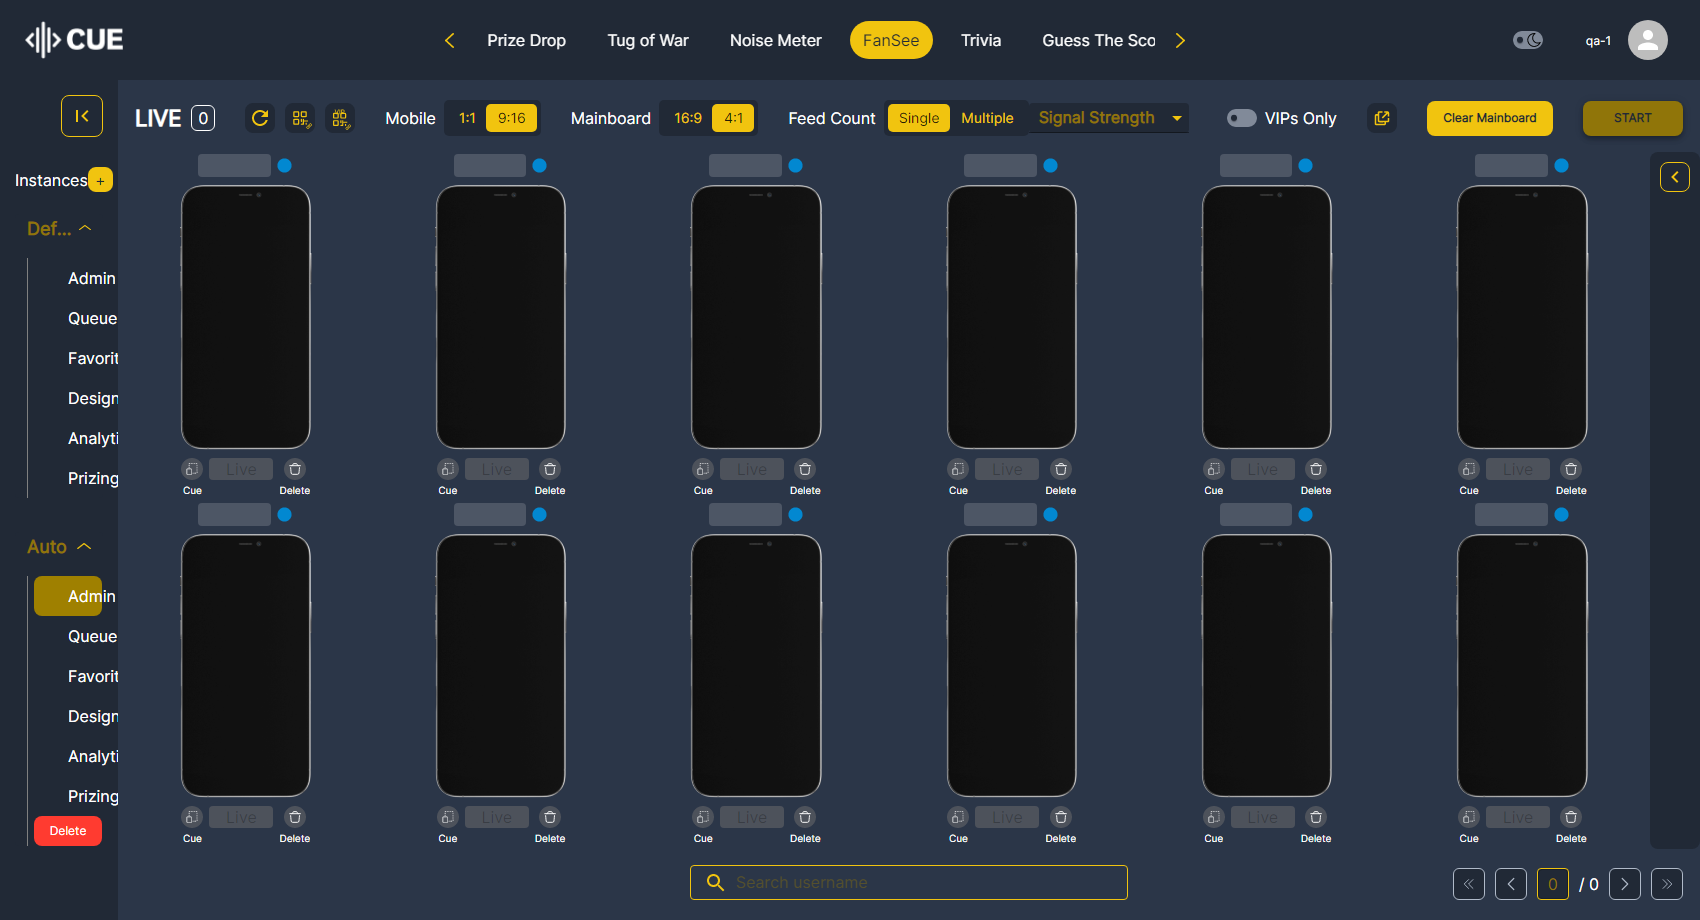 CUE
Prize Drop Tug of War Noise Meter FanSee Trivia Guess The Sco
qa-1
LIVE 0 Mobile 1:1 9:16 Mainboard 16:9 4:1 Feed Count Single Multiple Signal Strength VIPs Only Clear Mainboard START
Instances +
Def...
Admin
Queue
Favorit
Design
Analyti
Prizing
Auto
Admin
Queue
Favorit
Design
Analyti
Prizing
Delete
Live Live Live Live Live Live
Cue Delete Cue Delete Cue Delete Cue Delete Cue Delete Cue Delete
Live Live Live Live Live Live
Cue Delete Cue Delete Cue Delete Cue Delete Cue Delete Cue Delete
Search username
0 / 0